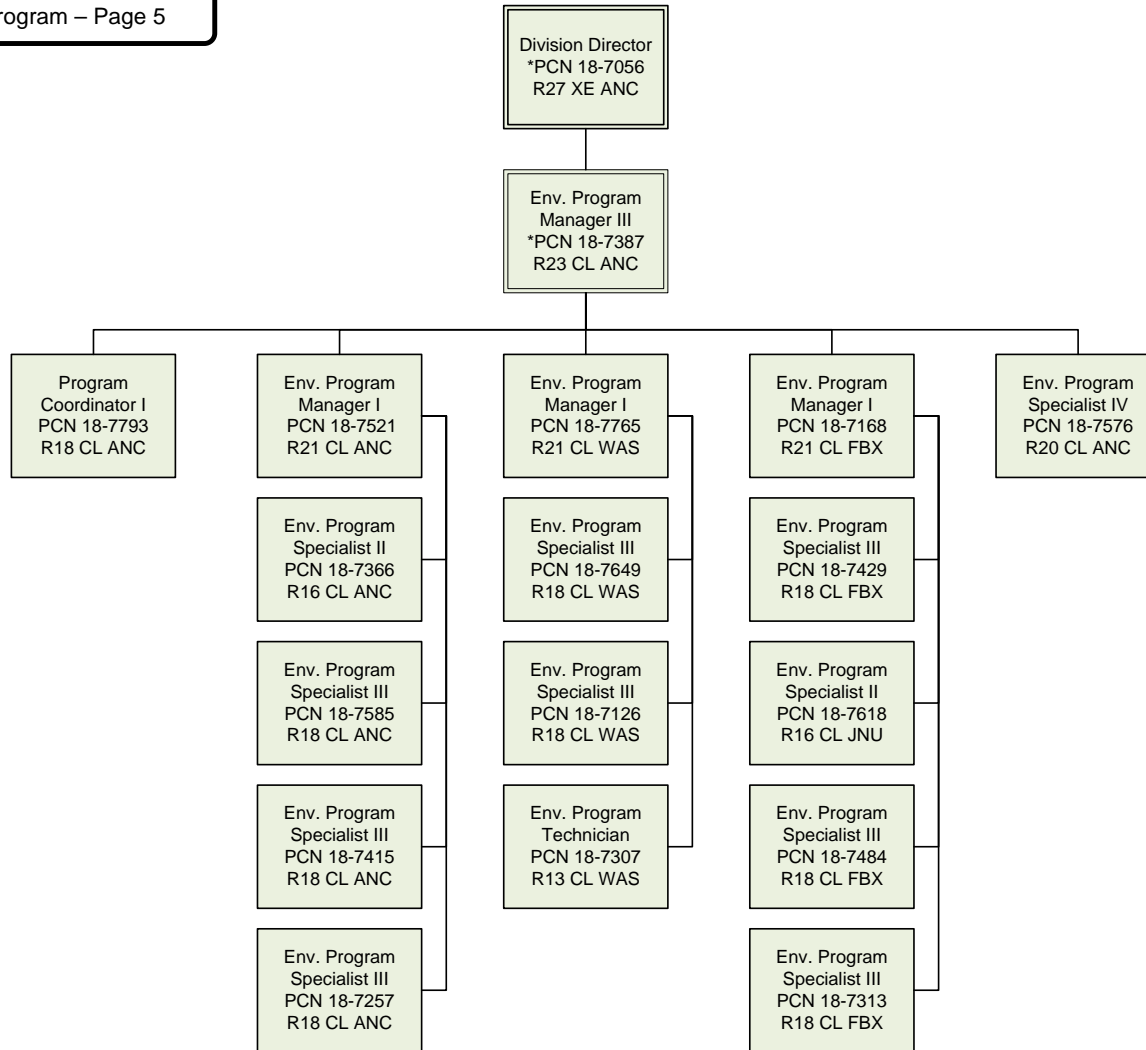 rogram – Page 5
Division Director
*PCN 18-7056
R27 XE ANC
Env. Program
Manager III
*PCN 18-7387
R23 CL ANC
Program
Coordinator I
PCN 18-7793
R18 CL ANC
Env. Program
Manager I
PCN 18-7521
R21 CL ANC
Env. Program
Specialist II
PCN 18-7366
R16 CL ANC
Env. Program
Specialist III
PCN 18-7585
R18 CL ANC
Env. Program
Specialist III
PCN 18-7415
R18 CL ANC
Env. Program
Specialist III
PCN 18-7257
R18 CL ANC
Env. Program
Manager I
PCN 18-7765
R21 CL WAS
Env. Program
Specialist III
PCN 18-7649
R18 CL WAS
Env. Program
Specialist III
PCN 18-7126
R18 CL WAS
Env. Program
Technician
PCN 18-7307
R13 CL WAS
Env. Program
Manager I
PCN 18-7168
R21 CL FBX
Env. Program
Specialist III
PCN 18-7429
R18 CL FBX
Env. Program
Specialist II
PCN 18-7618
R16 CL JNU
Env. Program
Specialist III
PCN 18-7484
R18 CL FBX
Env. Program
Specialist III
PCN 18-7313
R18 CL FBX
Env. Program
Specialist IV
PCN 18-7576
R20 CL ANC